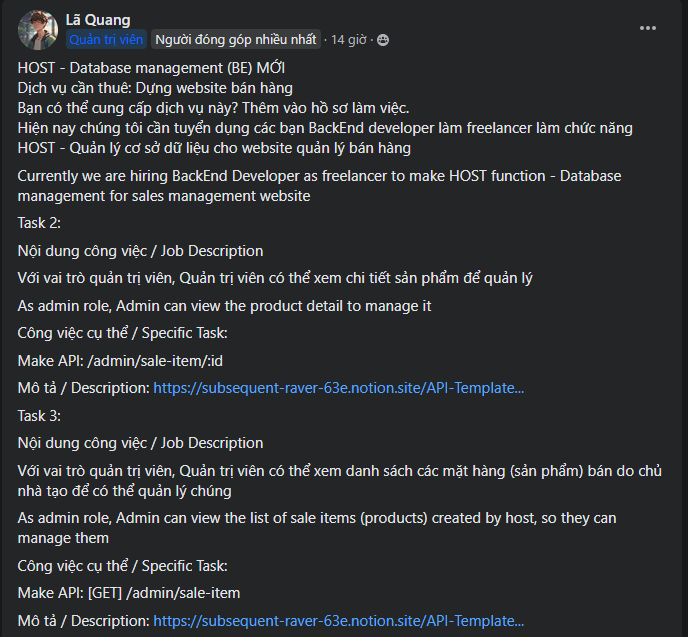 Lã Quang
Quản trị viên Người đóng góp nhiều nhất · 14 giờ ·
HOST - Database management (BE) MỚI
Dịch vụ cần thuê: Dựng website bán hàng
Bạn có thể cung cấp dịch vụ này? Thêm vào hồ sơ làm việc.
Hiện nay chúng tôi cần tuyển dụng các bạn BackEnd developer làm freelancer làm chức năng
HOST - Quản lý cơ sở dữ liệu cho website quản lý bán hàng
Currently we are hiring BackEnd Developer as freelancer to make HOST function - Database
management for sales management website
Task 2:
Nội dung công việc / Job Description
Với vai trò quản trị viên, Quản trị viên có thể xem chi tiết sản phẩm để quản lý
As admin role, Admin can view the product detail to manage it
Công việc cụ thể / Specific Task:
Make API: /admin/sale-item/:id
Mô tả / Description: https://subsequent-raver-63e.notion.site/API-Template...
Task 3:
Nội dung công việc / Job Description
Với vai trò quản trị viên, Quản trị viên có thể xem danh sách các mặt hàng (sản phẩm) bán do chủ
nhà tạo để có thể quản lý chúng
As admin role, Admin can view the list of sale items (products) created by host, so they can
manage them
Công việc cụ thể / Specific Task:
Make API: [GET] /admin/sale-item
Mô tả / Description: https://subsequent-raver-63e.notion.site/API-Template...